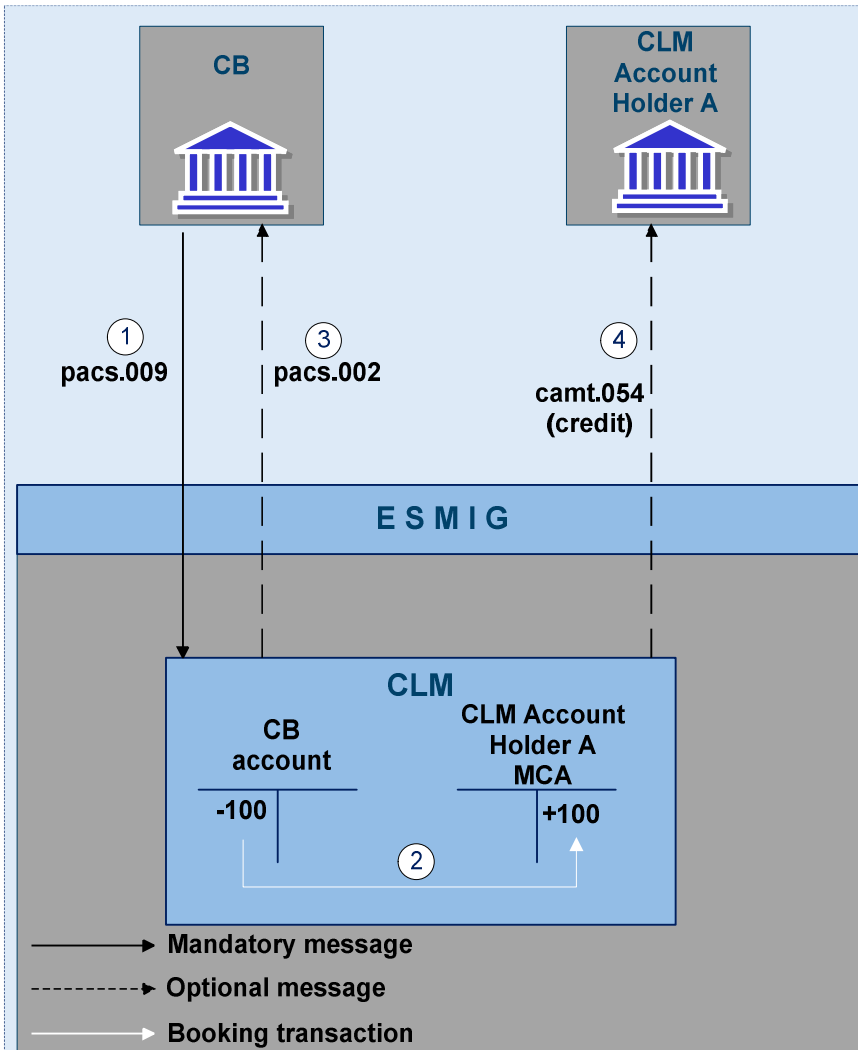 CB
CLM
Account
Holder A
1
pacs.009
3
pacs.002
4
camt.054
(credit)
ESMIG
CLM
CB
account
CLM Account
Holder A
MCA
-100
+100
2
Mandatory message
Optional message
Booking transaction